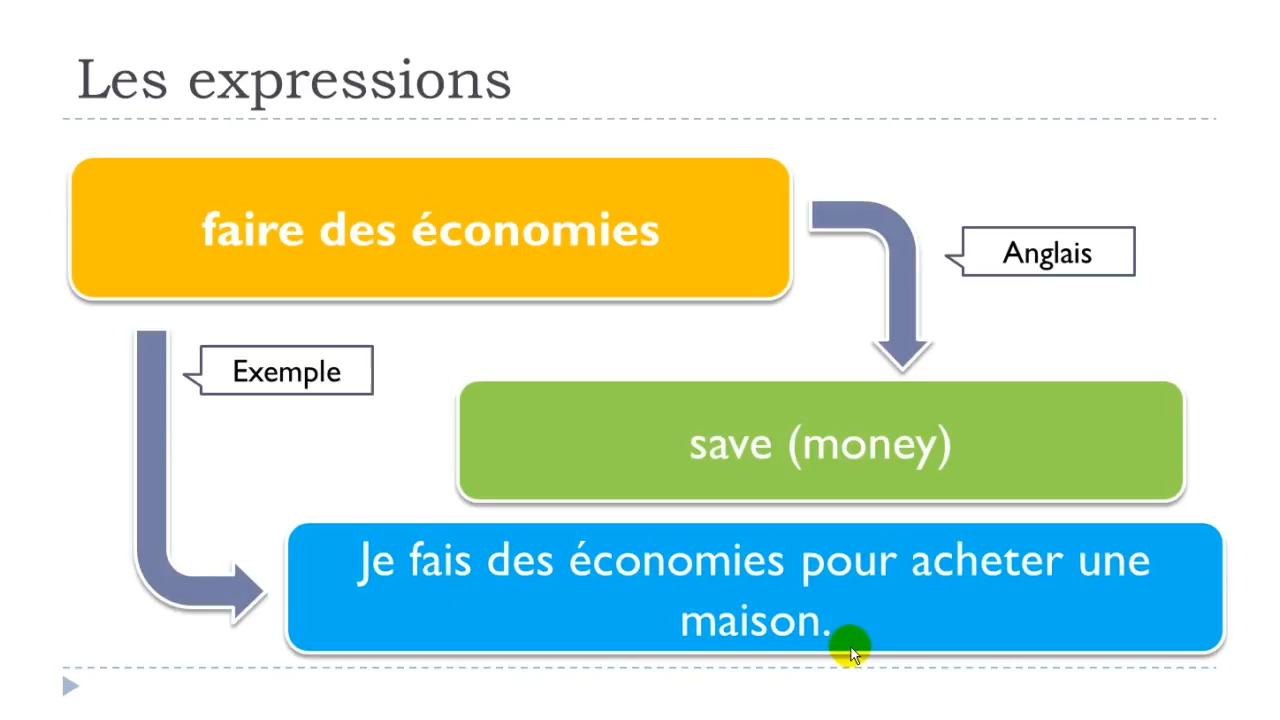 Les expressions
faire des économies
Anglais
Exemple
save (money)
Je fais des économies pour acheter une
maison.